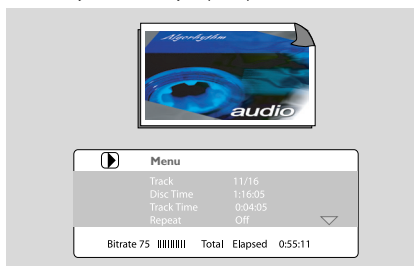 Algorhythm
audio
Menu
Track 11/16
Disc Time 1:16:05
Track Time 0:04:05
Repeat Off
Bitrate 75 Total Elapsed 0:55:11